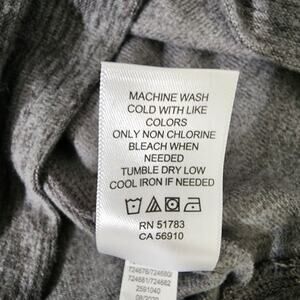 MACHINE WASH
COLD WITH LIKE
COLORS
ONLY NON CHLORINE
BLEACH WHEN
NEEDED
TUMBLE DRY LOW
COOL IRON IF NEEDED
RN 51783
CA 56910
2591040